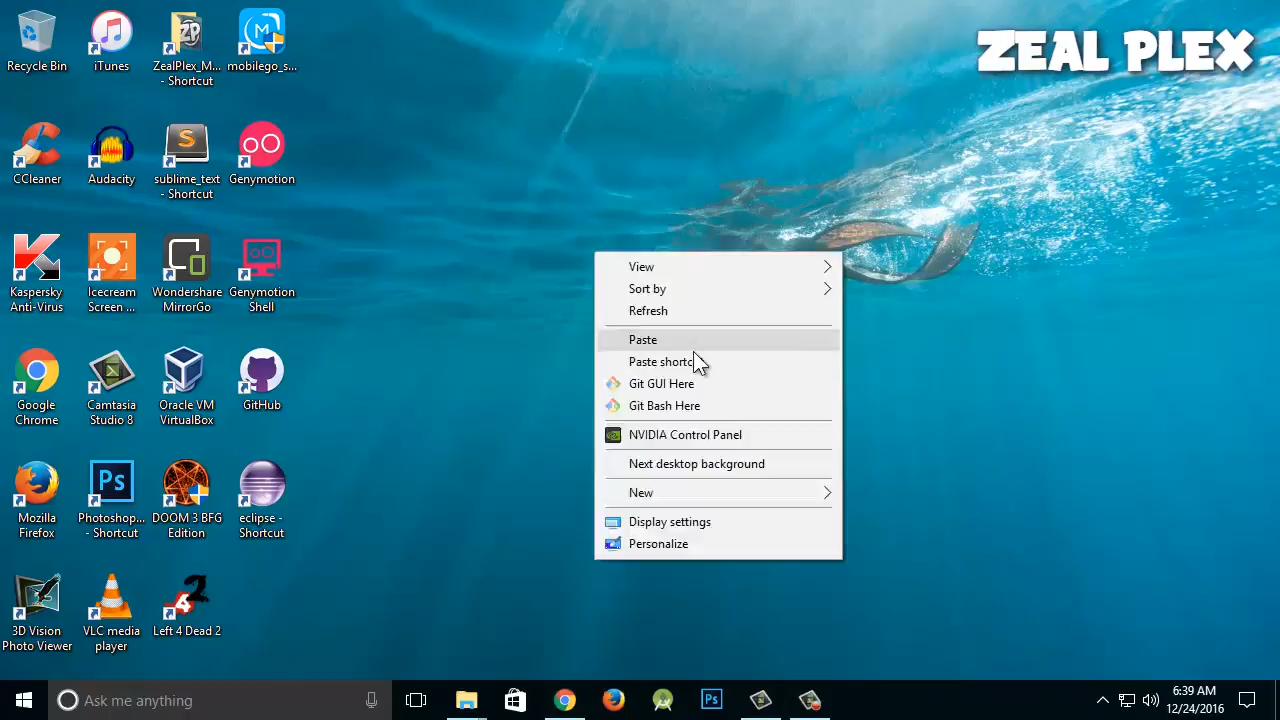 ZEAL PLEX
Recycle Bin
iTunes
ZealPlex_M...
- Shortcut
mobilego_s...
CCleaner
Audacity
sublime_text
- Shortcut
Genymotion
Kaspersky
Anti-Virus
Icecream
Screen ...
Wondershare
MirrorGo
Genymotion
Shell
Google
Chrome
Camtasia
Studio 8
Oracle VM
VirtualBox
GitHub
Mozilla
Firefox
Photoshop...
- Shortcut
DOOM 3 BFG
Edition
eclipse -
Shortcut
3D Vision
Photo Viewer
VLC media
player
Left 4 Dead 2
View
Sort by
Refresh
Paste
Paste shortc
Git GUI Here
Git Bash Here
NVIDIA Control Panel
Next desktop background
New
Display settings
Personalize
Ask me anything
6:39 AM
12/24/2016